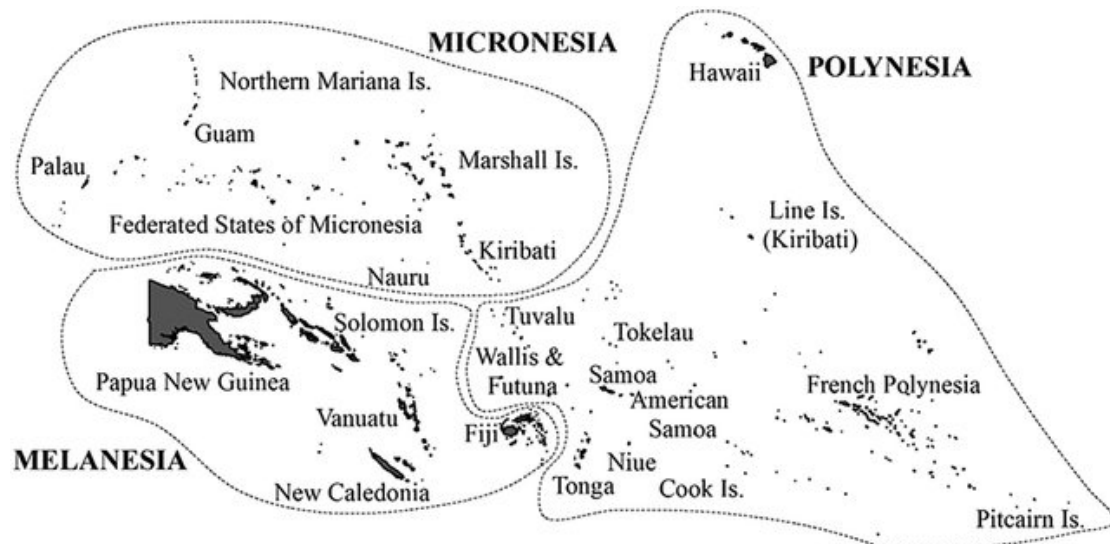 MICRONESIA
Northern Mariana Is.
Guam
Palau
Marshall Is.
Federated States of Micronesia
Kiribati
Nauru
POLYNESIA
Hawaii
Line Is.
(Kiribati)
Tuvalu
Tokelau
Wallis &
Futuna
Samoa
American
Samoa
French Polynesia
Niue
Tonga
Cook Is.
Pitcairn Is.
MELANESIA
Solomon Is.
Papua New Guinea
Vanuatu
Fiji
New Caledonia